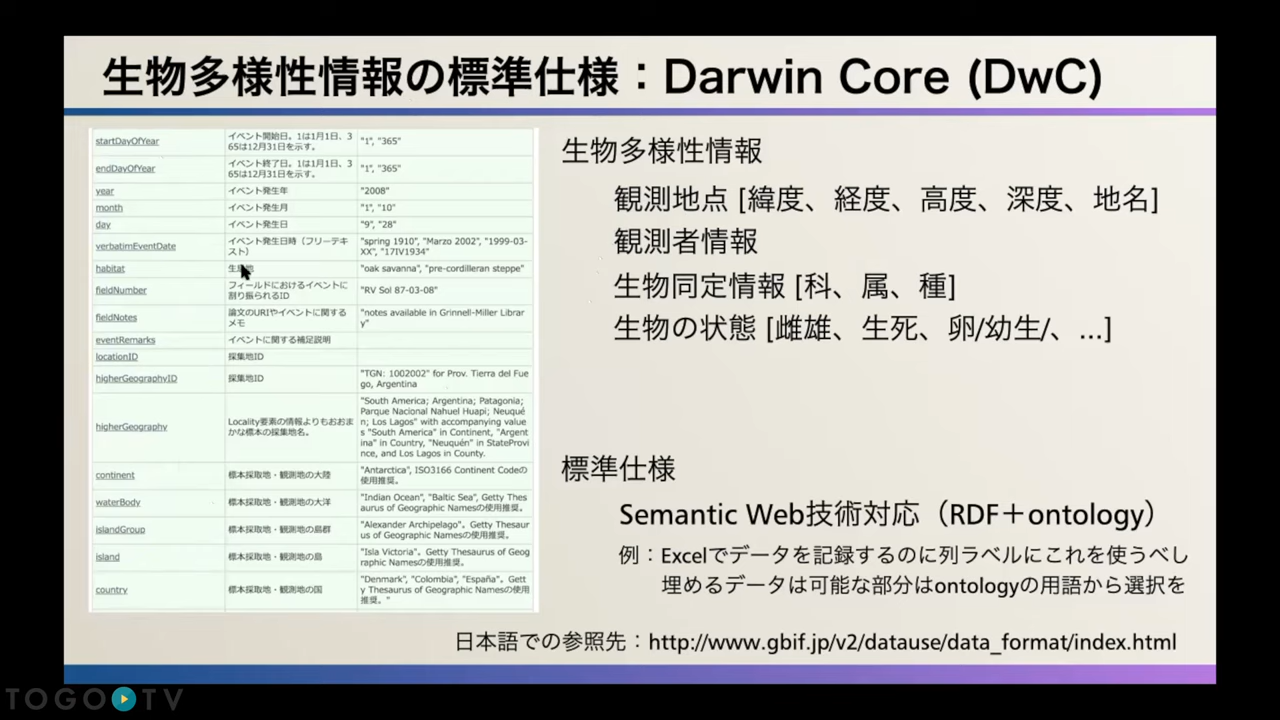 生物多様性情報の標準仕様：Darwin Core (DwC)
startDayOfYear イベント開始日。1は1月1日、3 "1", "365"
65は12月31日を示す。
endDayOfYear イベント終了日。1は1月1日、3 "1", "365"
65は12月31日を示す。
year イベント発生年 "2008"
month イベント発生月 "1", "10"
day イベント発生日 "9", "28"
verbatimEventDate イベント発生日時（フリーテキ "spring 1910", "Marzo 2002", "1999-03-
スト） XX", "17IV1934"
habitat 生息地 "oak savanna", "pre-cordilleran steppe"
fieldNumber フィールドにおけるイベントに "RV Sol 87-03-08"
割り振られるID
fieldNotes 論文のURIやイベントに関する "notes available in Grinnell-Miller Librar
メモ y"
eventRemarks イベントに関する補足説明
locationID 採集地ID
higherGeographyID 採集地ID "TGN: 1002002" for Prov. Tierra del Fue
go, Argentina
higherGeography Locality要素の情報よりもおおま
かな標本の採集地名。
"South America; Argentina; Patagonia;
Parque Nacional Nahuel Huapi; Neuqué
n; Los Lagos" with accompanying value
s "South America" in Continent, "Argent
ina" in Country, "Neuquén" in StateProvi
nce, and Los Lagos in County.
continent 標本採取地・観測地の大陸 "Antarctica", ISO3166 Continent Codeの
使用推奨。
waterBody 標本採取地・観測地の大洋 "Indian Ocean", "Baltic Sea", Getty Thes
aurus of Geographic Namesの使用推奨。
islandGroup 標本採取地・観測地の島群 "Alexander Archipelago"。Getty Thesaur
us of Geographic Namesの使用推奨。
island 標本採取地・観測地の島 "Isla Victoria"。Getty Thesaurus of Geog
raphic Namesの使用推奨。
country 標本採取地・観測地の国 "Denmark", "Colombia", "España"。Gett
y Thesaurus of Geographic Namesの使用
推奨。"
生物多様性情報
観測地点 [緯度、経度、高度、深度、地名]
観測者情報
生物同定情報 [科、属、種]
生物の状態 [雌雄、生死、卵/幼生/、…]
標準仕様
Semantic Web技術対応（RDF＋ontology）
例：Excelでデータを記録するのに列ラベルにこれを使うべし
埋めるデータは可能な部分はontologyの用語から選択を
日本語での参照先：http://www.gbif.jp/v2/datause/data_format/index.html
TOGO TV